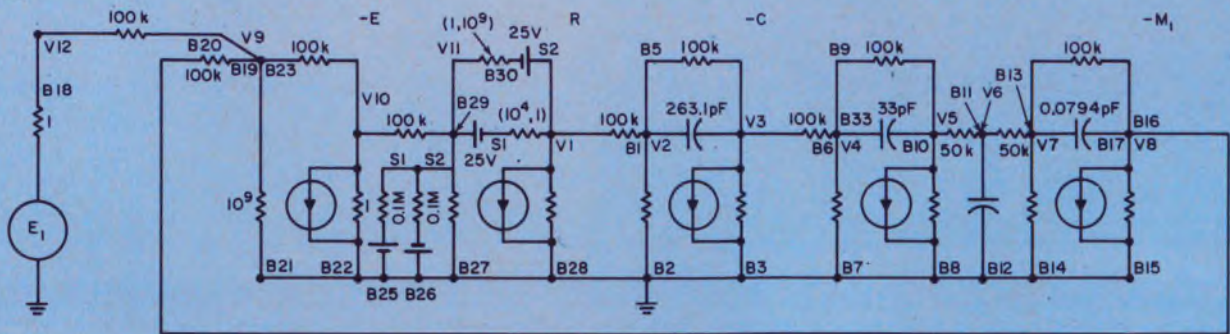 -E R -C -M₁
100k V9 100k V11 (1,10⁹) 25V S2 B5 100k B9 100k B13 100k
V12 B20 B19 B23 B30 B11 V6
100k
B18 V10 B29 (10⁴,1) 263.1pF 33pF V5 0.0794pF B16
1 100k S1 V1 100k B1 V2 V3 100k B33 B10 50k 50k V7 B17 V8
25V B6 V4
S1 S2
10⁹ 1 0.1M 0.1M
E₁
B21 B22 B27 B28 B2 B3 B7 B8 B12 B14 B15
B25 B26